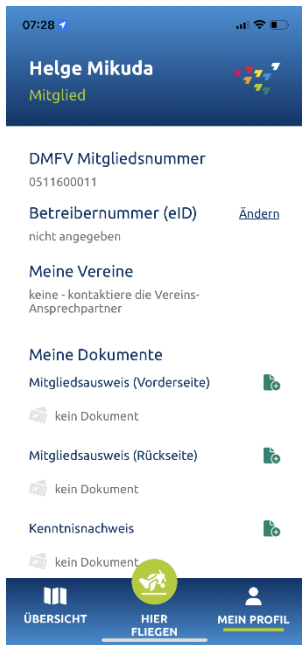 07:28
Helge Mikuda
Mitglied
DMFV Mitgliedsnummer
0511600011
Betreibernummer (eID)
Ändern
nicht angegeben
Meine Vereine
keine - kontaktiere die Vereins-
Ansprechpartner
Meine Dokumente
Mitgliedsausweis (Vorderseite)
kein Dokument
Mitgliedsausweis (Rückseite)
kein Dokument
Kenntnisnachweis
kein Dokument
ÜBERSICHT
HIER
FLIEGEN
MEIN PROFIL